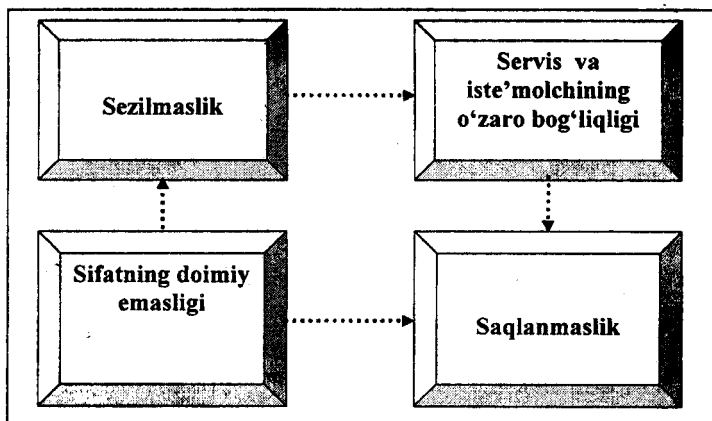 Sezilmaslik
Servis va
iste’molchining
o‘zaro bog‘liqligi
Sifatning doimiy
emasligi
Saqlanmaslik